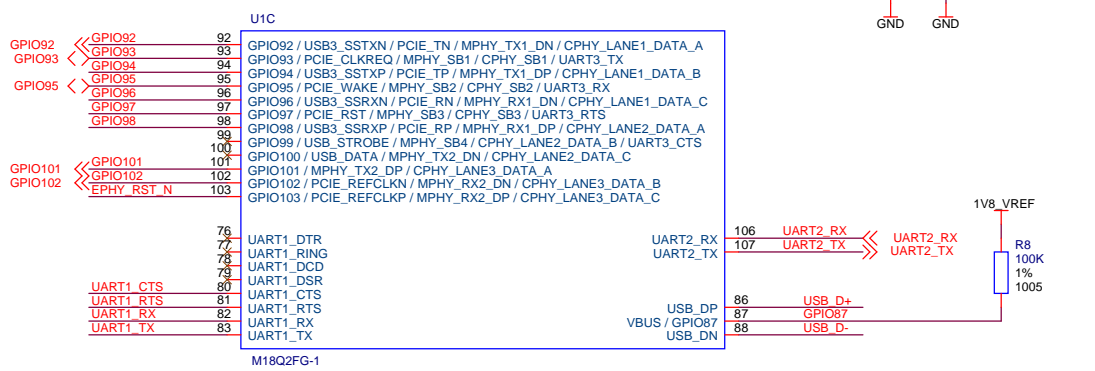 GND GND
U1C
GPIO92 GPIO92 92 GPIO92 / USB3_SSTXN / PCIE_TN / MPHY_TX1_DN / CPHY_LANE1_DATA_A
GPIO93 GPIO93 93 GPIO93 / PCIE_CLKREQ / MPHY_SB1 / CPHY_SB1 / UART3_TX
GPIO94 94 GPIO94 / USB3_SSTXP / PCIE_TP / MPHY_TX1_DP / CPHY_LANE1_DATA_B
GPIO95 GPIO95 95 GPIO95 / PCIE_WAKE / MPHY_SB2 / CPHY_SB2 / UART3_RX
GPIO96 96 GPIO96 / USB3_SSRXN / PCIE_RN / MPHY_RX1_DN / CPHY_LANE1_DATA_C
GPIO97 97 GPIO97 / PCIE_RST / MPHY_SB3 / CPHY_SB3 / UART3_RTS
GPIO98 98 GPIO98 / USB3_SSRXP / PCIE_RP / MPHY_RX1_DP / CPHY_LANE2_DATA_A
99 GPIO99 / USB_STROBE / MPHY_SB4 / CPHY_LANE2_DATA_B / UART3_CTS
100 GPIO100 / USB_DATA / MPHY_TX2_DN / CPHY_LANE2_DATA_C
GPIO101 GPIO101 101 GPIO101 / MPHY_TX2_DP / CPHY_LANE3_DATA_A
GPIO102 GPIO102 102 GPIO102 / PCIE_REFCLKN / MPHY_RX2_DN / CPHY_LANE3_DATA_B
EPHY_RST_N 103 GPIO103 / PCIE_REFCLKP / MPHY_RX2_DP / CPHY_LANE3_DATA_C
1V8_VREF
76 UART1_DTR UART2_RX 106 UART2_RX UART2_RX
77 UART1_RING UART2_TX 107 UART2_TX UART2_TX
78 UART1_DCD
79 UART1_DSR
R8
100K
1%
1005
UART1_CTS 80 UART1_CTS
UART1_RTS 81 UART1_RTS USB_DP 86 USB_D+
UART1_RX 82 UART1_RX VBUS / GPIO87 87 GPIO87
UART1_TX 83 UART1_TX USB_DN 88 USB_D-
M18Q2FG-1